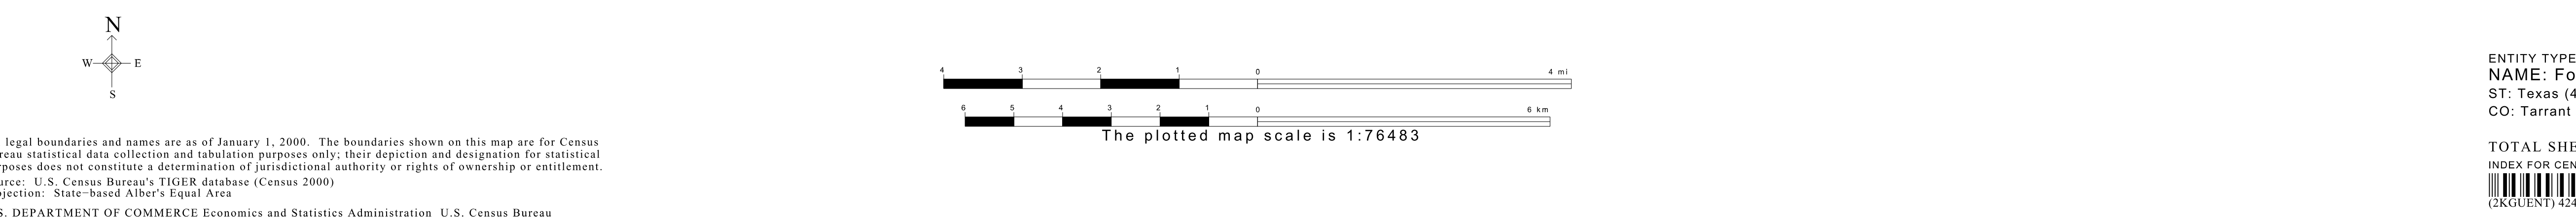 N
W E
S
4 3 2 1 0 4 mi
6 5 4 3 2 1 0 6 km
The plotted map scale is 1:76483
legal boundaries and names are as of January 1, 2000. The boundaries shown on this map are for Census
reau statistical data collection and tabulation purposes only; their depiction and designation for statistical
rposes does not constitute a determination of jurisdictional authority or rights of ownership or entitlement.
urce: U.S. Census Bureau's TIGER database (Census 2000)
ojection: State−based Alber's Equal Area
S. DEPARTMENT OF COMMERCE Economics and Statistics Administration U.S. Census Bureau
ENTITY TYPE
NAME: Fo
ST: Texas (4
CO: Tarrant
TOTAL SHE
INDEX FOR CEN
(2KGUENT) 424